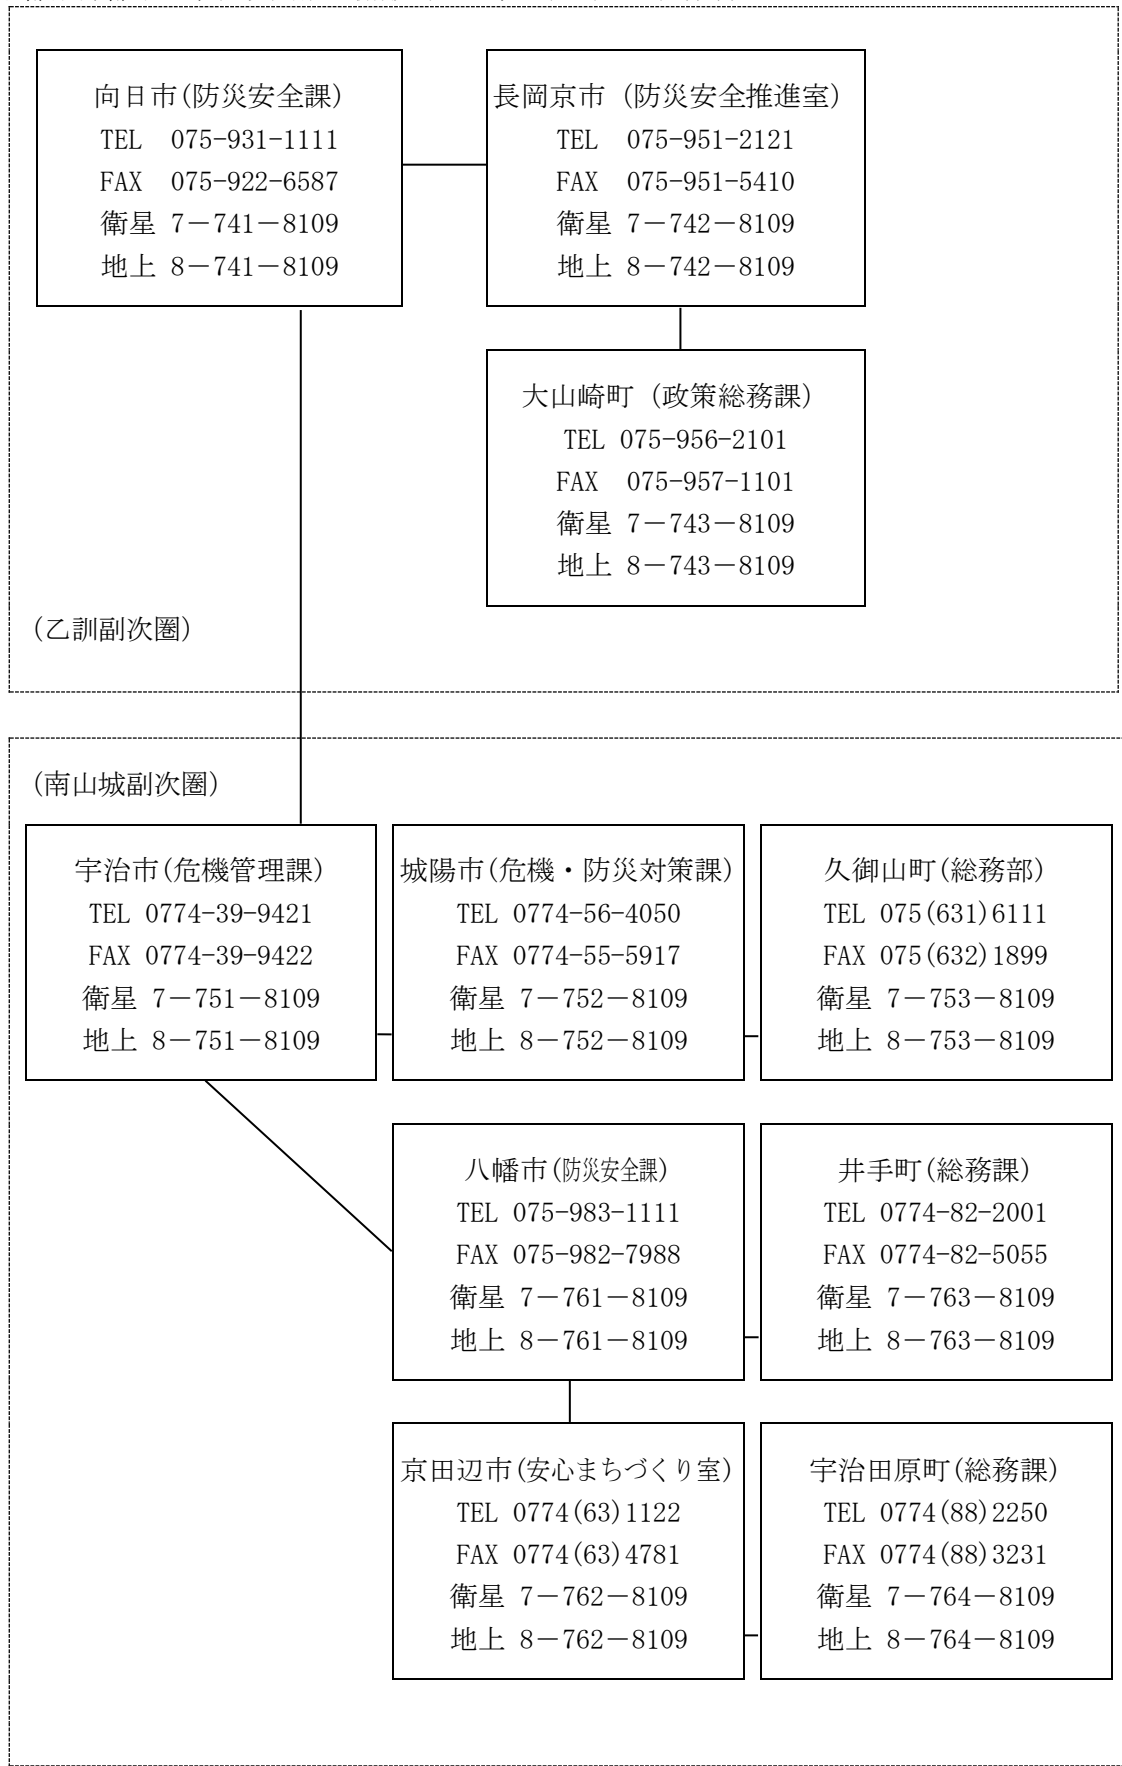 向日市(防災安全課)
TEL　075-931-1111
FAX　075-922-6587
衛星 7－741－8109
地上 8－741－8109
長岡京市 (防災安全推進室)
TEL　075-951-2121
FAX　075-951-5410
衛星 7－742－8109
地上 8－742－8109
大山崎町 (政策総務課)
TEL 075-956-2101
FAX　075-957-1101
衛星 7－743－8109
地上 8－743－8109
(乙訓副次圏)
(南山城副次圏)
宇治市(危機管理課)
TEL 0774-39-9421
FAX 0774-39-9422
衛星 7－751－8109
地上 8－751－8109
城陽市(危機・防災対策課)
TEL 0774-56-4050
FAX 0774-55-5917
衛星 7－752－8109
地上 8－752－8109
久御山町(総務部)
TEL 075(631)6111
FAX 075(632)1899
衛星 7－753－8109
地上 8－753－8109
八幡市(防災安全課)
TEL 075-983-1111
FAX 075-982-7988
衛星 7－761－8109
地上 8－761－8109
井手町(総務課)
TEL 0774-82-2001
FAX 0774-82-5055
衛星 7－763－8109
地上 8－763－8109
京田辺市(安心まちづくり室)
TEL 0774(63)1122
FAX 0774(63)4781
衛星 7－762－8109
地上 8－762－8109
宇治田原町(総務課)
TEL 0774(88)2250
FAX 0774(88)3231
衛星 7－764－8109
地上 8－764－8109